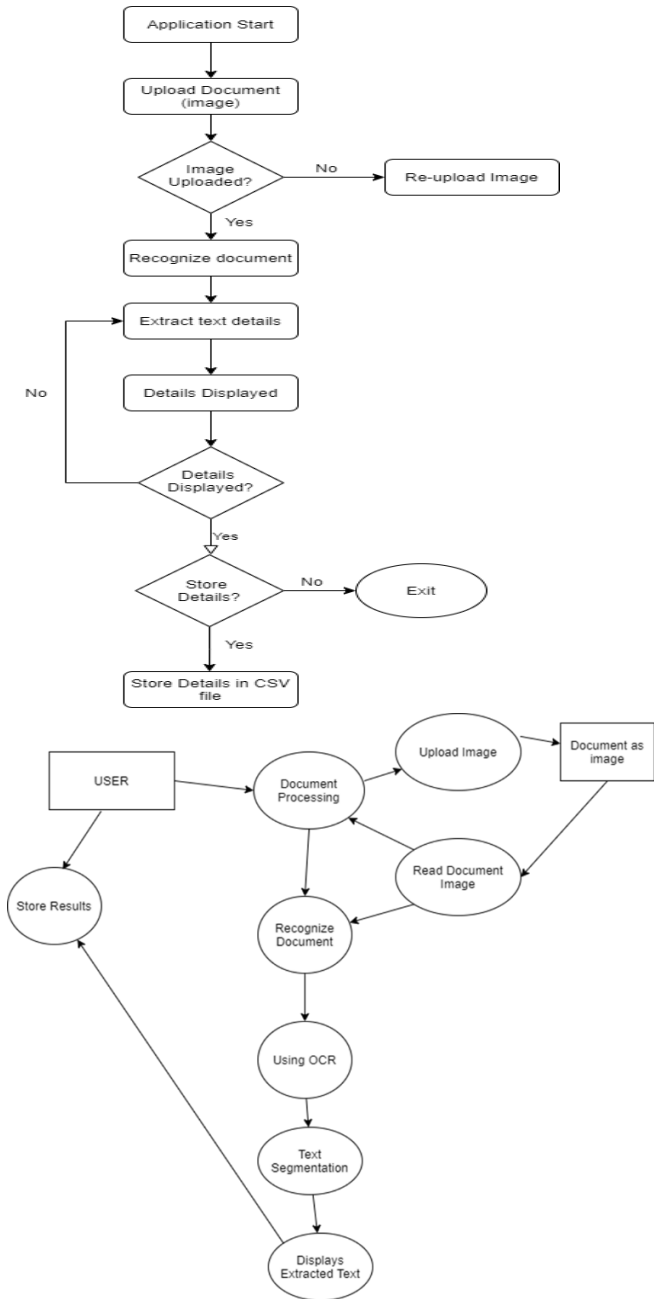 Application Start
Upload Document
(image)
Image
Uploaded?
No
Re-upload Image
Yes
Recognize document
Extract text details
No
Details Displayed
Details
Displayed?
Yes
Store
Details?
No
Exit
Yes
Store Details in CSV
file
USER
Document
Processing
Upload Image
Document as
image
Read Document
Image
Store Results
Recognize
Document
Using OCR
Text
Segmentation
Displays
Extracted Text